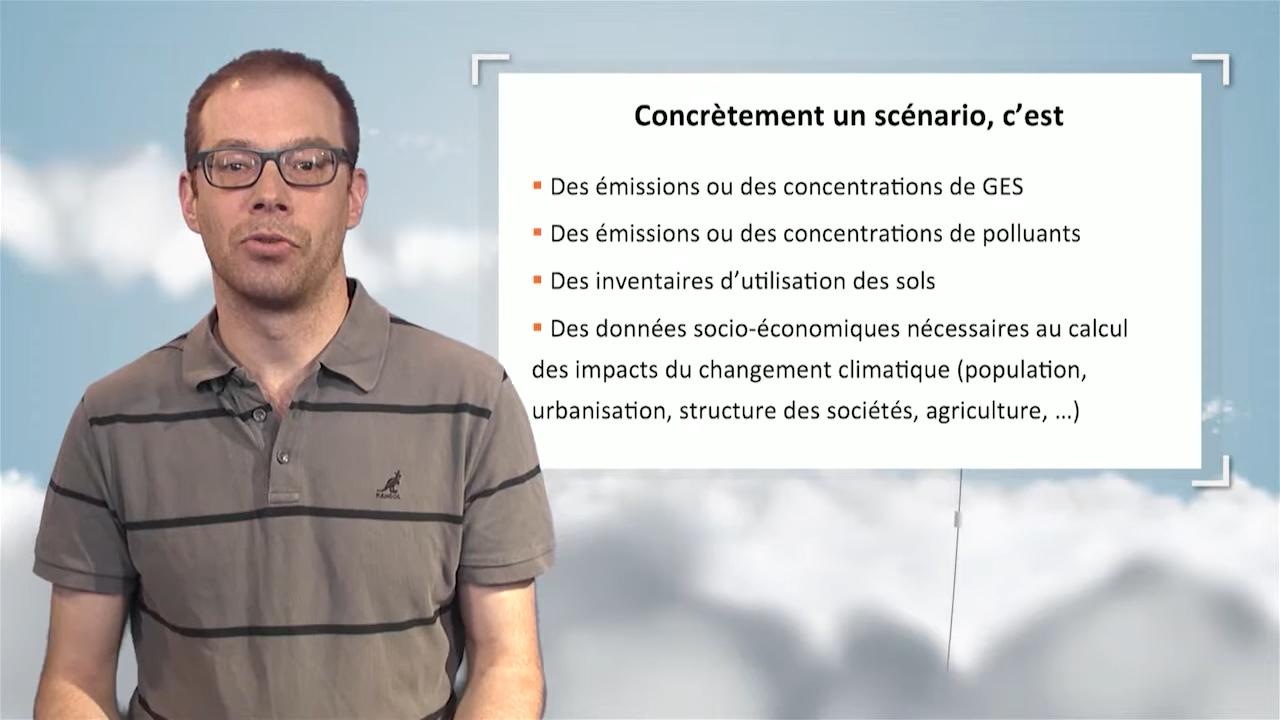 Concrètement un scénario, c’est
▪ Des émissions ou des concentrations de GES
▪ Des émissions ou des concentrations de polluants
▪ Des inventaires d’utilisation des sols
▪ Des données socio-économiques nécessaires au calcul
des impacts du changement climatique (population,
urbanisation, structure des sociétés, agriculture, ...)
KANGOL